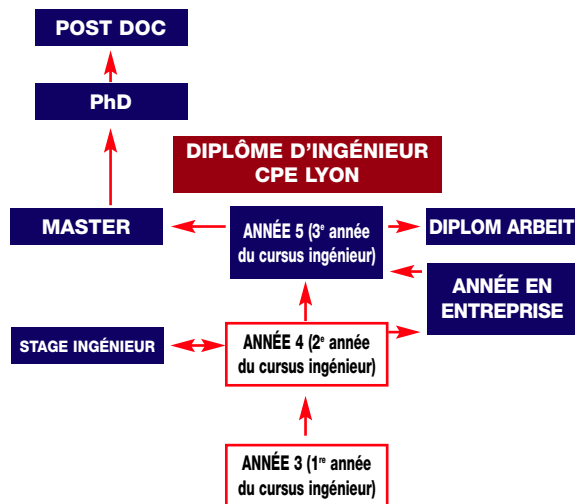 POST DOC
PhD
DIPLÔME D'INGÉNIEUR
CPE LYON
MASTER
ANNÉE 5 (3e année
du cursus ingénieur)
DIPLOM ARBEIT
ANNÉE EN
ENTREPRISE
STAGE INGÉNIEUR
ANNÉE 4 (2e année
du cursus ingénieur)
ANNÉE 3 (1re année
du cursus ingénieur)